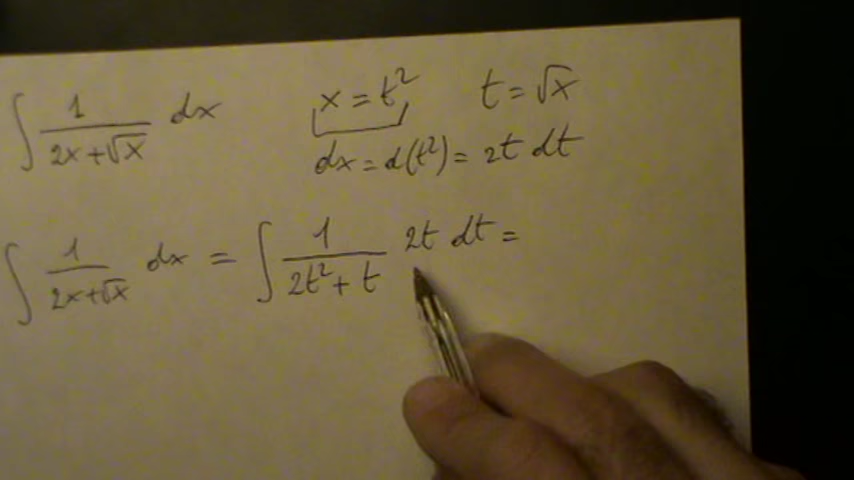 ∫ 1/(2x+√x) dx x = t² t = √x
dx = d(t²) = 2t dt
∫ 1/(2x+√x) dx = ∫ 1/(2t²+t) 2t dt =